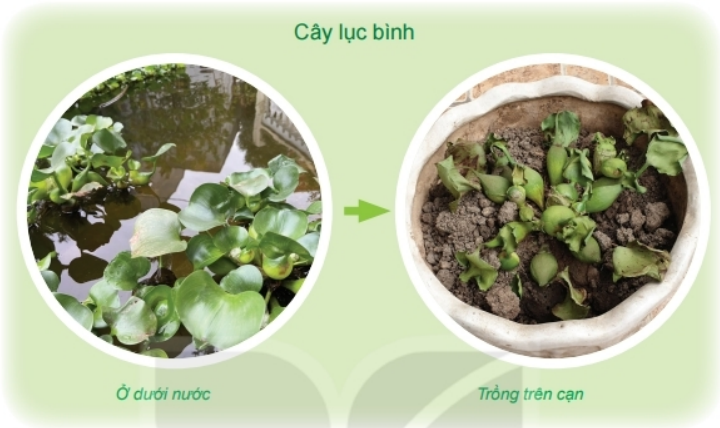 Cây lục bình
Ở dưới nước
Trồng trên cạn